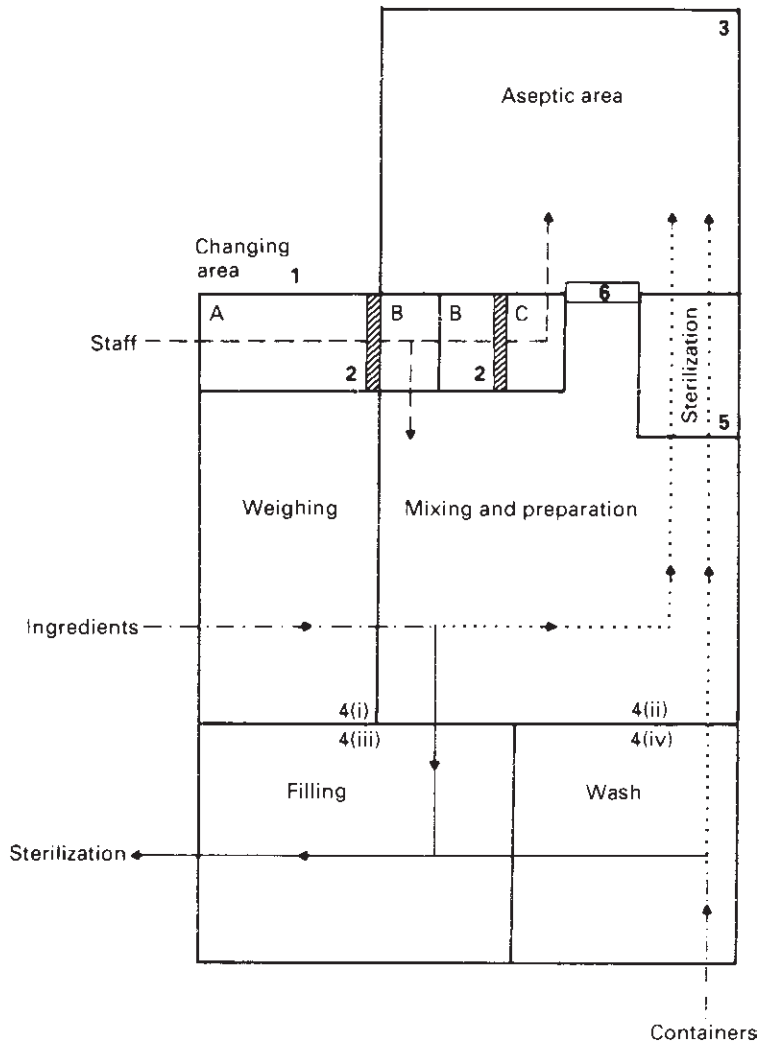 3
Aseptic area
Changing
area
1
6
A
B
B
C
Staff
2
2
Sterilization
5
Weighing
Mixing and preparation
Ingredients
4(i)
4(ii)
4(iii)
4(iv)
Filling
Wash
Sterilization
Containers